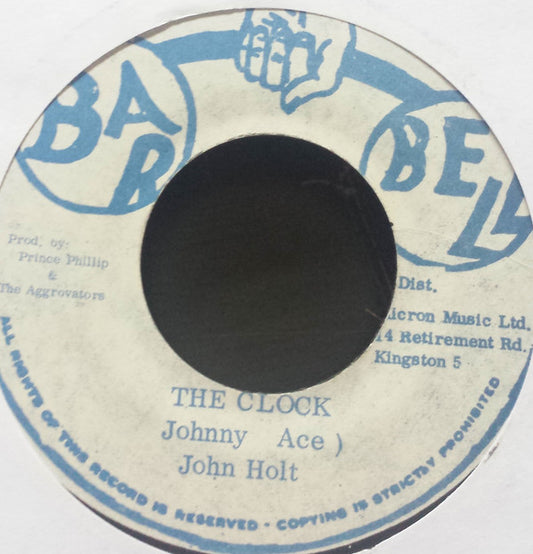 BAR
BELL
Prod. by:
Prince Phillip
&
The Aggrovators
Dist.
icron Music Ltd.
14 Retirement Rd.
Kingston 5
THE CLOCK
Johnny Ace )
John Holt
ALL RIGHTS OF THIS RECORD IS RESERVED · COPYING IS STRICTLY PROHIBITED